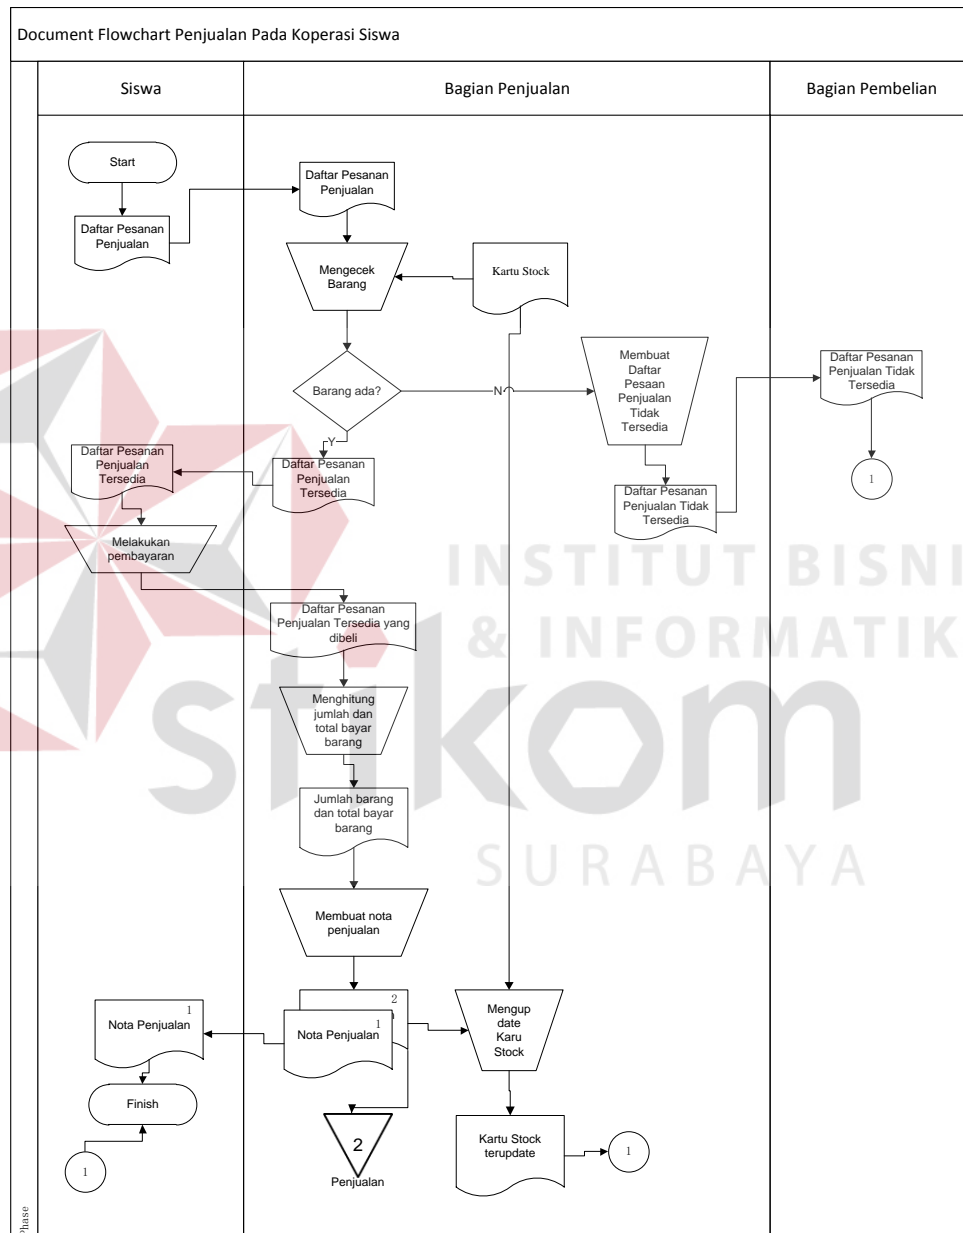 Document Flowchart Penjualan Pada Koperasi Siswa
Siswa
Bagian Penjualan
Bagian Pembelian
Start
Daftar Pesanan
Penjualan
Daftar Pesanan
Penjualan
Mengecek
Barang
Kartu Stock
Barang ada?
N
Y
Membuat
Daftar
Pesaan
Penjualan
Tidak
Tersedia
Daftar Pesanan
Penjualan Tidak
Tersedia
1
Daftar Pesanan
Penjualan
Tersedia
Daftar Pesanan
Penjualan
Tersedia
Daftar Pesanan
Penjualan Tidak
Tersedia
Melakukan
pembayaran
INSTITUT BISNI
& INFORMATIK
stikom
SURABAYA
Daftar Pesanan
Penjualan Tersedia yang
dibeli
Menghitung
jumlah dan
total bayar
barang
Jumlah barang
dan total bayar
barang
Membuat nota
penjualan
2
1
Nota Penjualan
1
Nota Penjualan
Mengup
date
Karu
Stock
Finish
1
2
Penjualan
Kartu Stock
terupdate
1
Phase